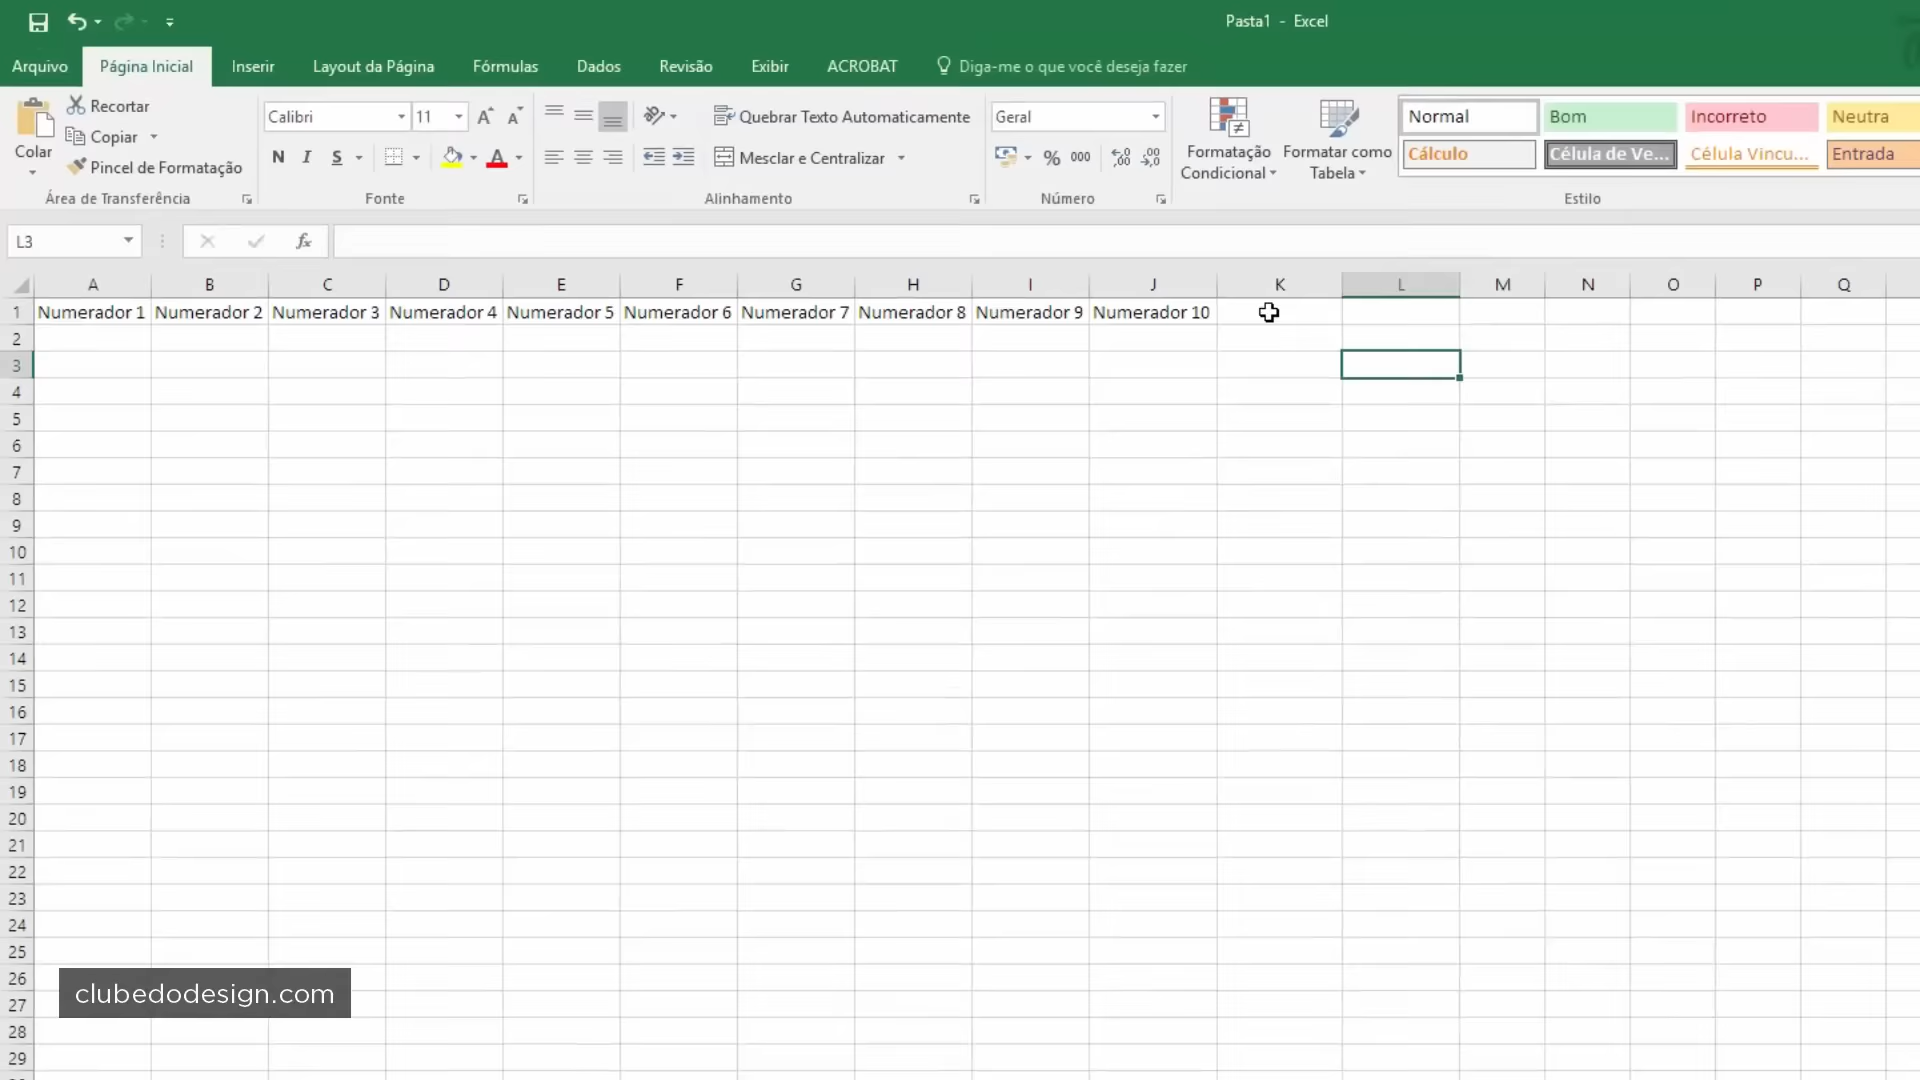 Pasta1 - Excel
Arquivo Página Inicial Inserir Layout da Página Fórmulas Dados Revisão Exibir ACROBAT Diga-me o que você deseja fazer
Colar
Recortar
Copiar
Pincel de Formatação
Área de Transferência
Calibri 11
N I S
Fonte
Quebrar Texto Automaticamente
Mesclar e Centralizar
Alinhamento
Geral
% 000
Número
Formatação Condicional
Formatar como Tabela
Normal Bom Incorreto Neutra
Cálculo Célula de Ve... Célula Vincu... Entrada
Estilo
L3 fx
A B C D E F G H I J K L M N O P Q
1 Numerador 1 Numerador 2 Numerador 3 Numerador 4 Numerador 5 Numerador 6 Numerador 7 Numerador 8 Numerador 9 Numerador 10
2
3
4
5
6
7
8
9
10
11
12
13
14
15
16
17
18
19
20
21
22
23
24
25
26
27
28
29
clubedodesign.com